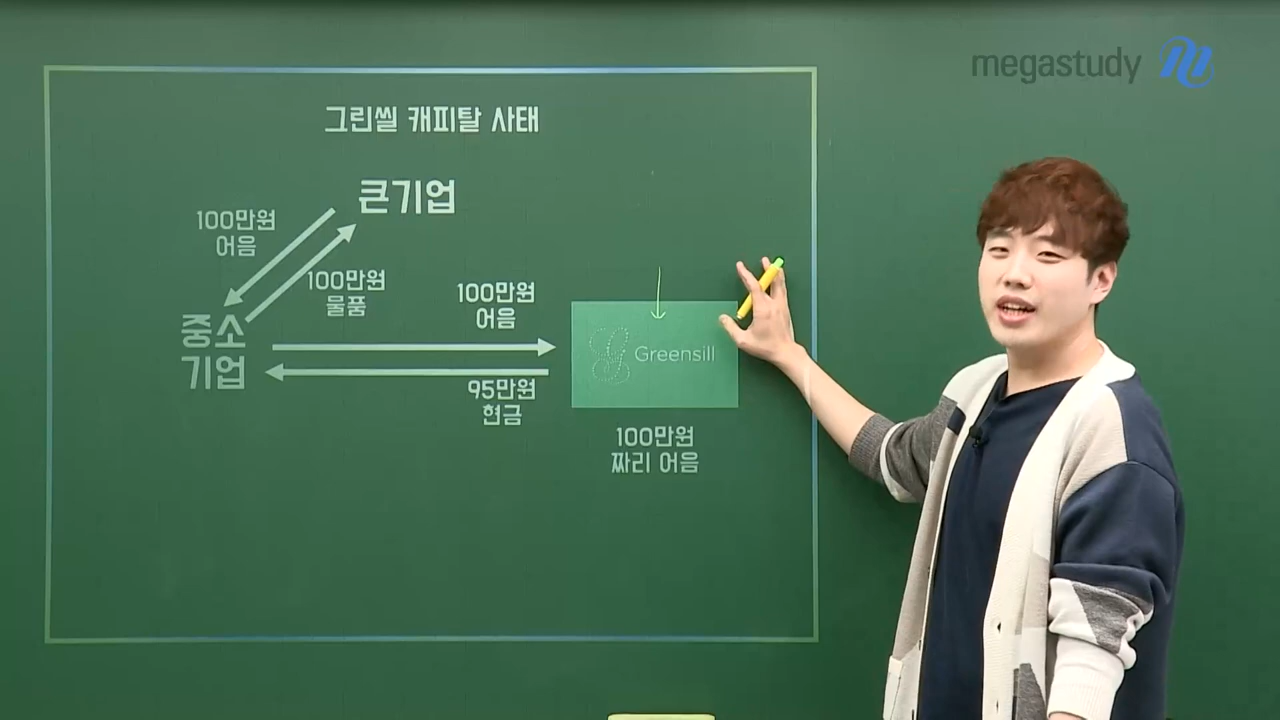 megastudy
그린씰 캐피탈 사태
큰기업
100만원
어음
100만원
물품
중소
기업
100만원
어음
95만원
현금
Greensill
100만원
짜리 어음